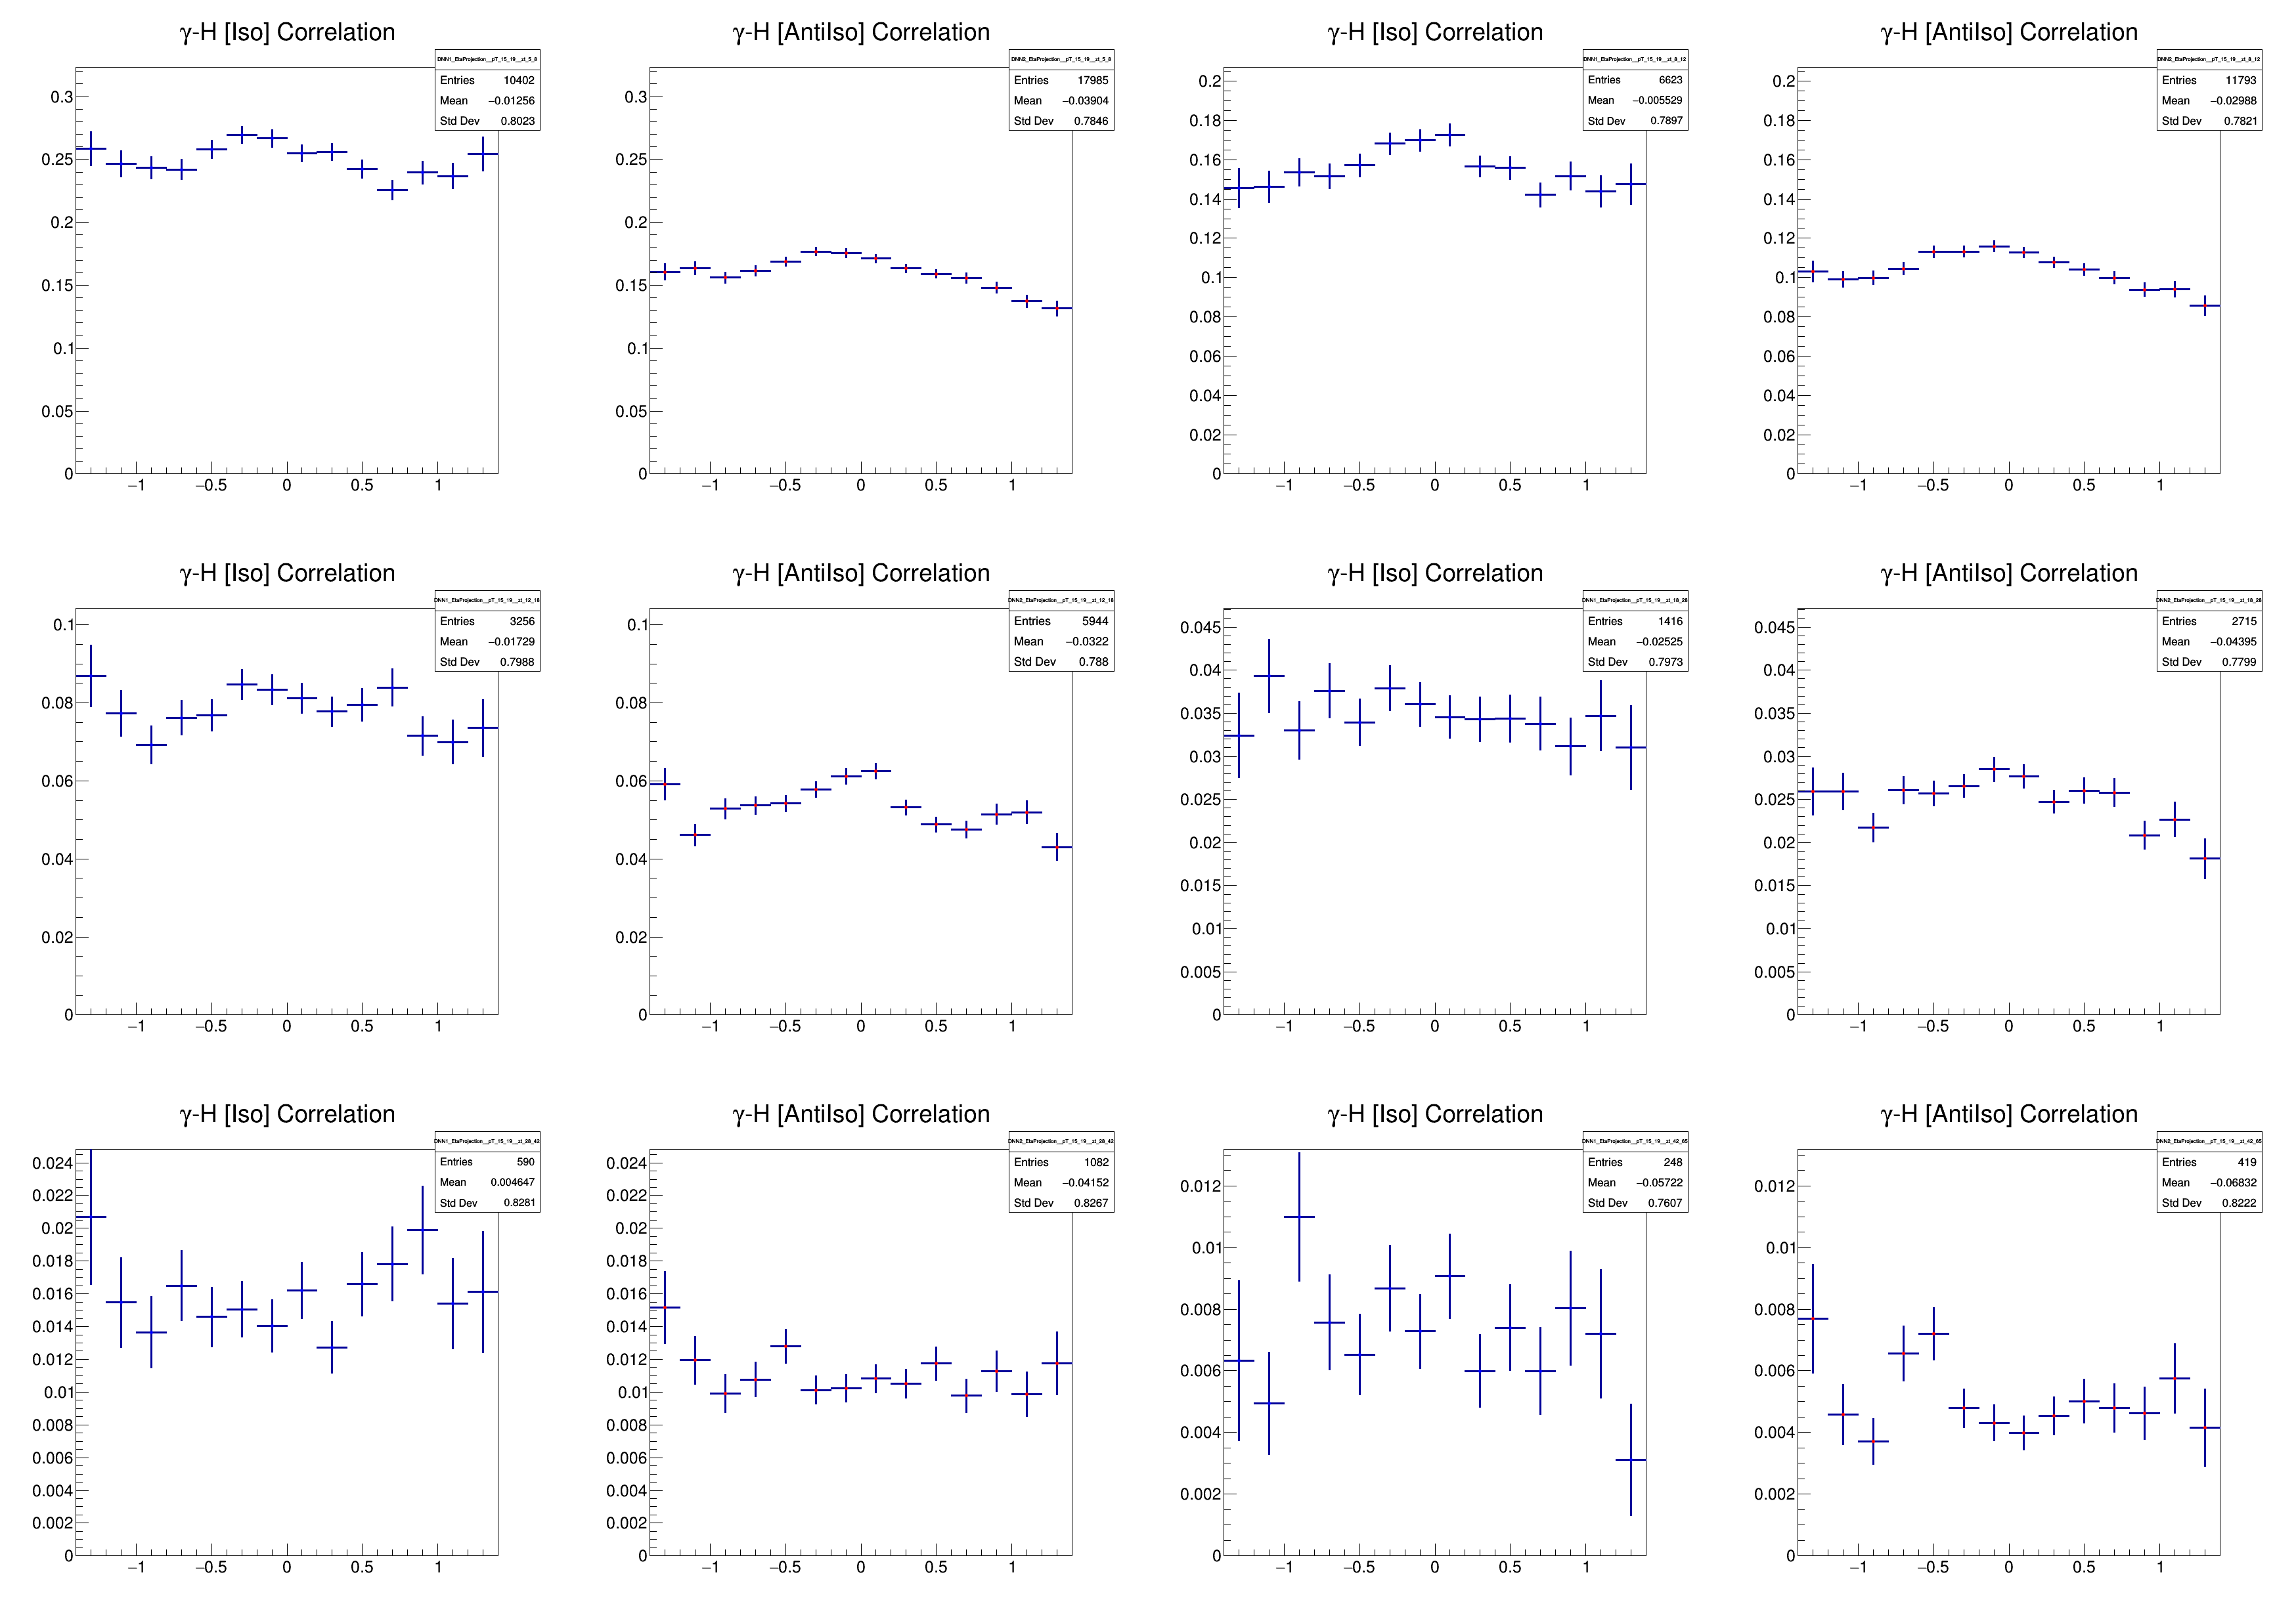 γ-H [Iso] Correlation
DNN1_EtaProjection__pT_15_19__zt_5_8
Entries 10402
Mean −0.01256
Std Dev 0.8023
0.3
0.25
0.2
0.15
0.1
0.05
0
−1 −0.5 0 0.5 1
γ-H [AntiIso] Correlation
DNN2_EtaProjection__pT_15_19__zt_5_8
Entries 17985
Mean −0.03904
Std Dev 0.7846
0.3
0.25
0.2
0.15
0.1
0.05
0
−1 −0.5 0 0.5 1
γ-H [Iso] Correlation
DNN1_EtaProjection__pT_15_19__zt_8_12
Entries 6623
Mean −0.005529
Std Dev 0.7897
0.2
0.18
0.16
0.14
0.12
0.1
0.08
0.06
0.04
0.02
0
−1 −0.5 0 0.5 1
γ-H [AntiIso] Correlation
DNN2_EtaProjection__pT_15_19__zt_8_12
Entries 11793
Mean −0.02988
Std Dev 0.7821
0.2
0.18
0.16
0.14
0.12
0.1
0.08
0.06
0.04
0.02
0
−1 −0.5 0 0.5 1
γ-H [Iso] Correlation
DNN1_EtaProjection__pT_15_19__zt_12_18
Entries 3256
Mean −0.01729
Std Dev 0.7988
0.1
0.08
0.06
0.04
0.02
0
−1 −0.5 0 0.5 1
γ-H [AntiIso] Correlation
DNN2_EtaProjection__pT_15_19__zt_12_18
Entries 5944
Mean −0.0322
Std Dev 0.788
0.1
0.08
0.06
0.04
0.02
0
−1 −0.5 0 0.5 1
γ-H [Iso] Correlation
DNN1_EtaProjection__pT_15_19__zt_18_28
Entries 1416
Mean −0.02525
Std Dev 0.7973
0.045
0.04
0.035
0.03
0.025
0.02
0.015
0.01
0.005
0
−1 −0.5 0 0.5 1
γ-H [AntiIso] Correlation
DNN2_EtaProjection__pT_15_19__zt_18_28
Entries 2715
Mean −0.04395
Std Dev 0.7799
0.045
0.04
0.035
0.03
0.025
0.02
0.015
0.01
0.005
0
−1 −0.5 0 0.5 1
γ-H [Iso] Correlation
DNN1_EtaProjection__pT_15_19__zt_28_42
Entries 590
Mean 0.004647
Std Dev 0.8281
0.024
0.022
0.02
0.018
0.016
0.014
0.012
0.01
0.008
0.006
0.004
0.002
0
−1 −0.5 0 0.5 1
γ-H [AntiIso] Correlation
DNN2_EtaProjection__pT_15_19__zt_28_42
Entries 1082
Mean −0.04152
Std Dev 0.8267
0.024
0.022
0.02
0.018
0.016
0.014
0.012
0.01
0.008
0.006
0.004
0.002
0
−1 −0.5 0 0.5 1
γ-H [Iso] Correlation
DNN1_EtaProjection__pT_15_19__zt_42_65
Entries 248
Mean −0.05722
Std Dev 0.7607
0.012
0.01
0.008
0.006
0.004
0.002
0
−1 −0.5 0 0.5 1
γ-H [AntiIso] Correlation
DNN2_EtaProjection__pT_15_19__zt_42_65
Entries 419
Mean −0.06832
Std Dev 0.8222
0.012
0.01
0.008
0.006
0.004
0.002
0
−1 −0.5 0 0.5 1